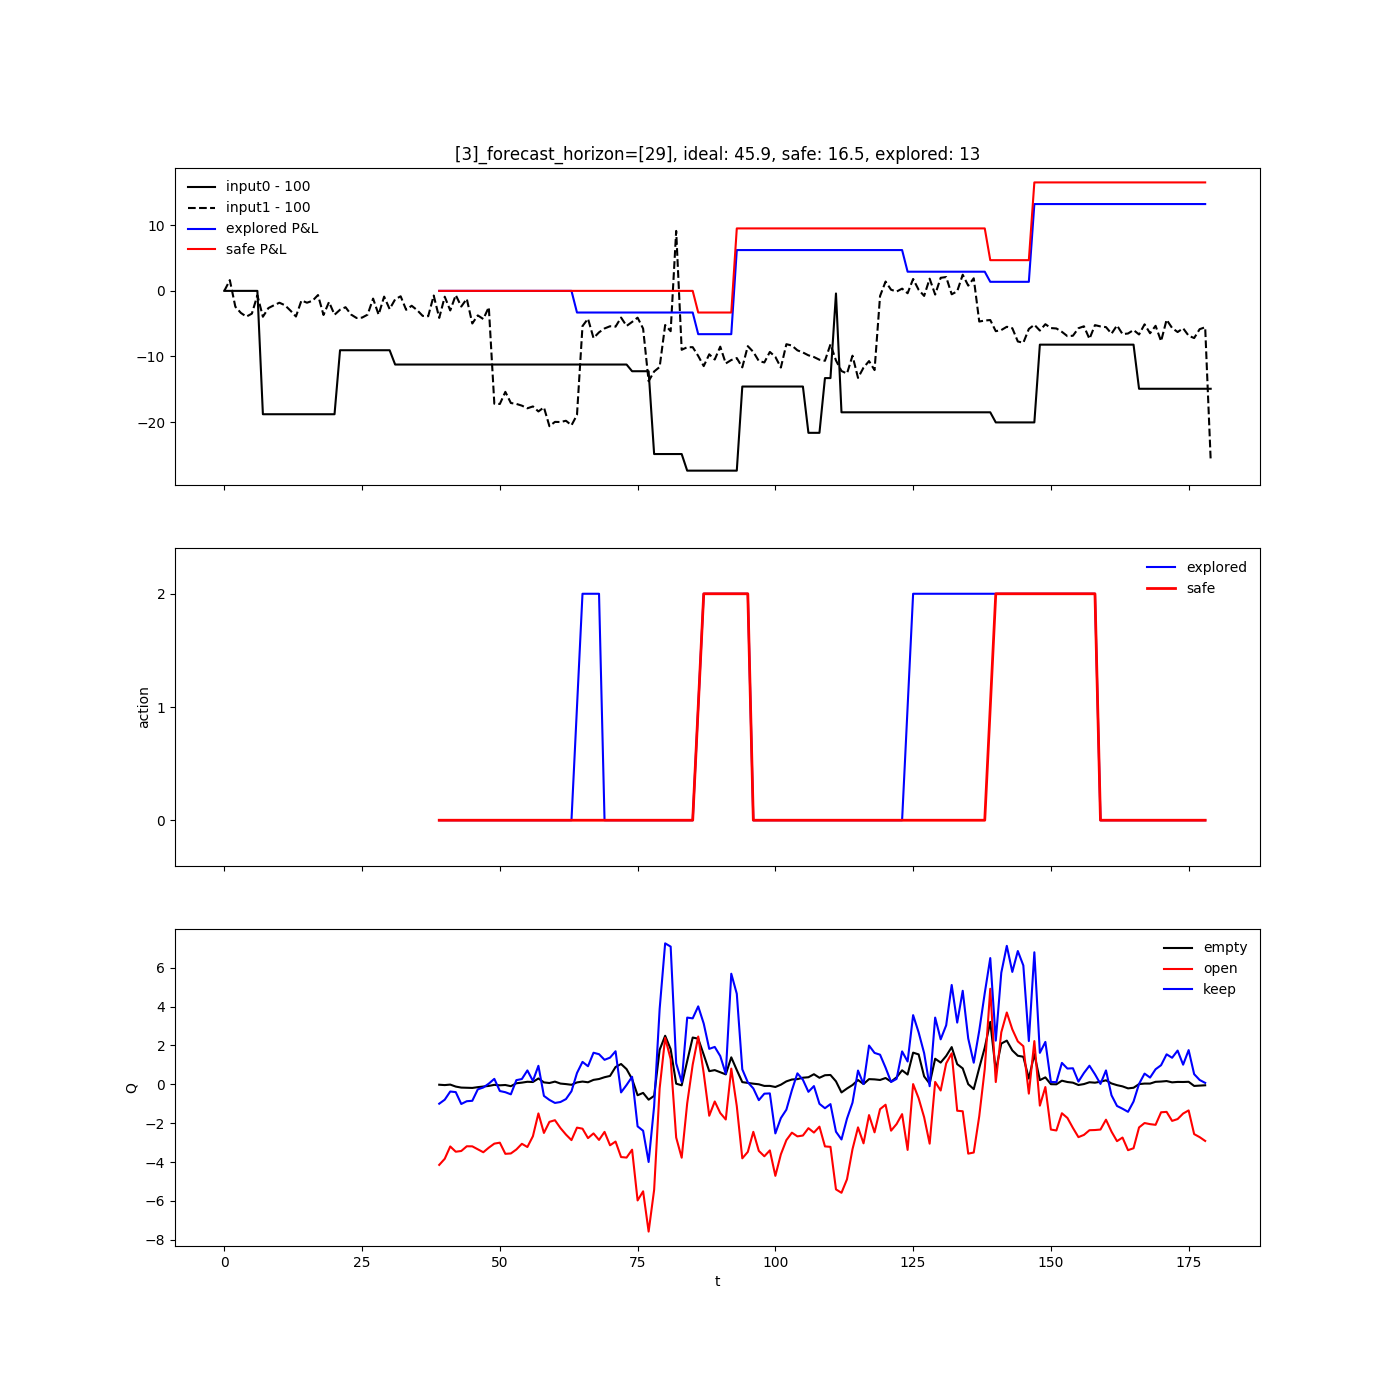 [3]_forecast_horizon=[29], ideal: 45.9, safe: 16.5, explored: 13
input0 - 100
input1 - 100
explored P&L
safe P&L
10
0
−10
−20
explored
safe
2
1
0
action
empty
open
keep
6
4
2
0
−2
−4
−6
−8
Q
0 25 50 75 100 125 150 175
t